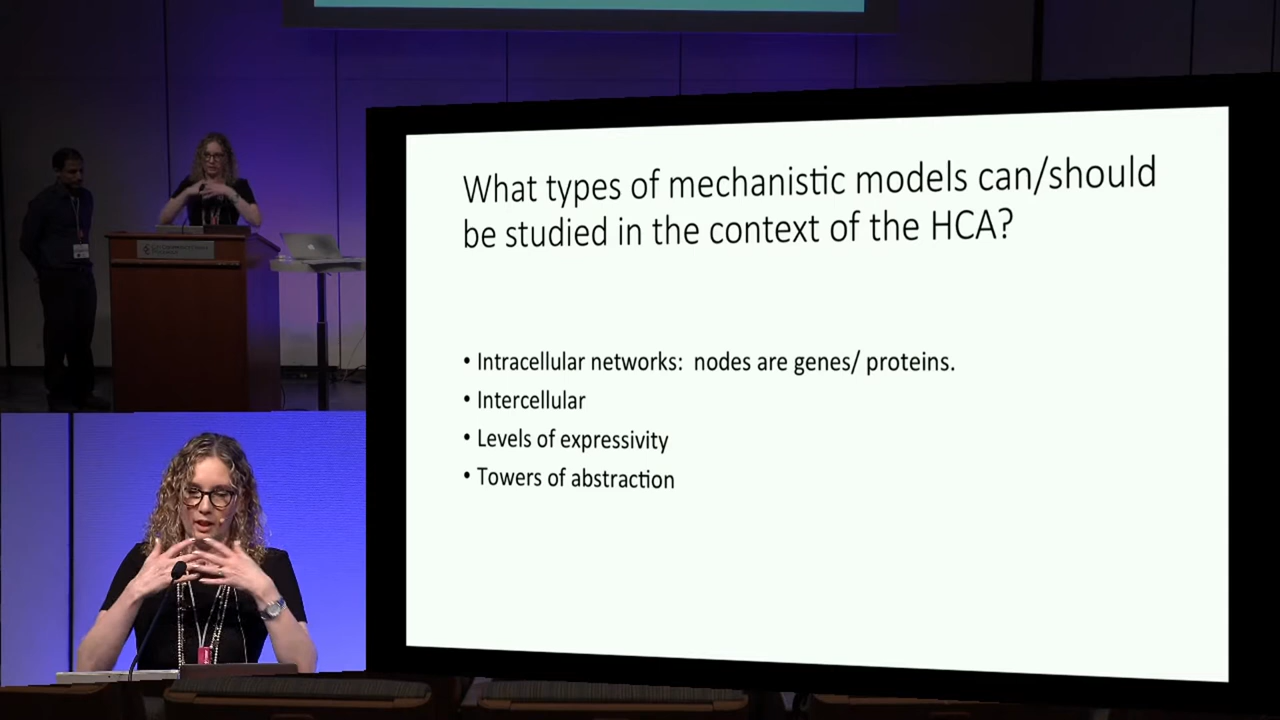 What types of mechanistic models can/should
be studied in the context of the HCA?
• Intracellular networks: nodes are genes/ proteins.
• Intercellular
• Levels of expressivity
• Towers of abstraction